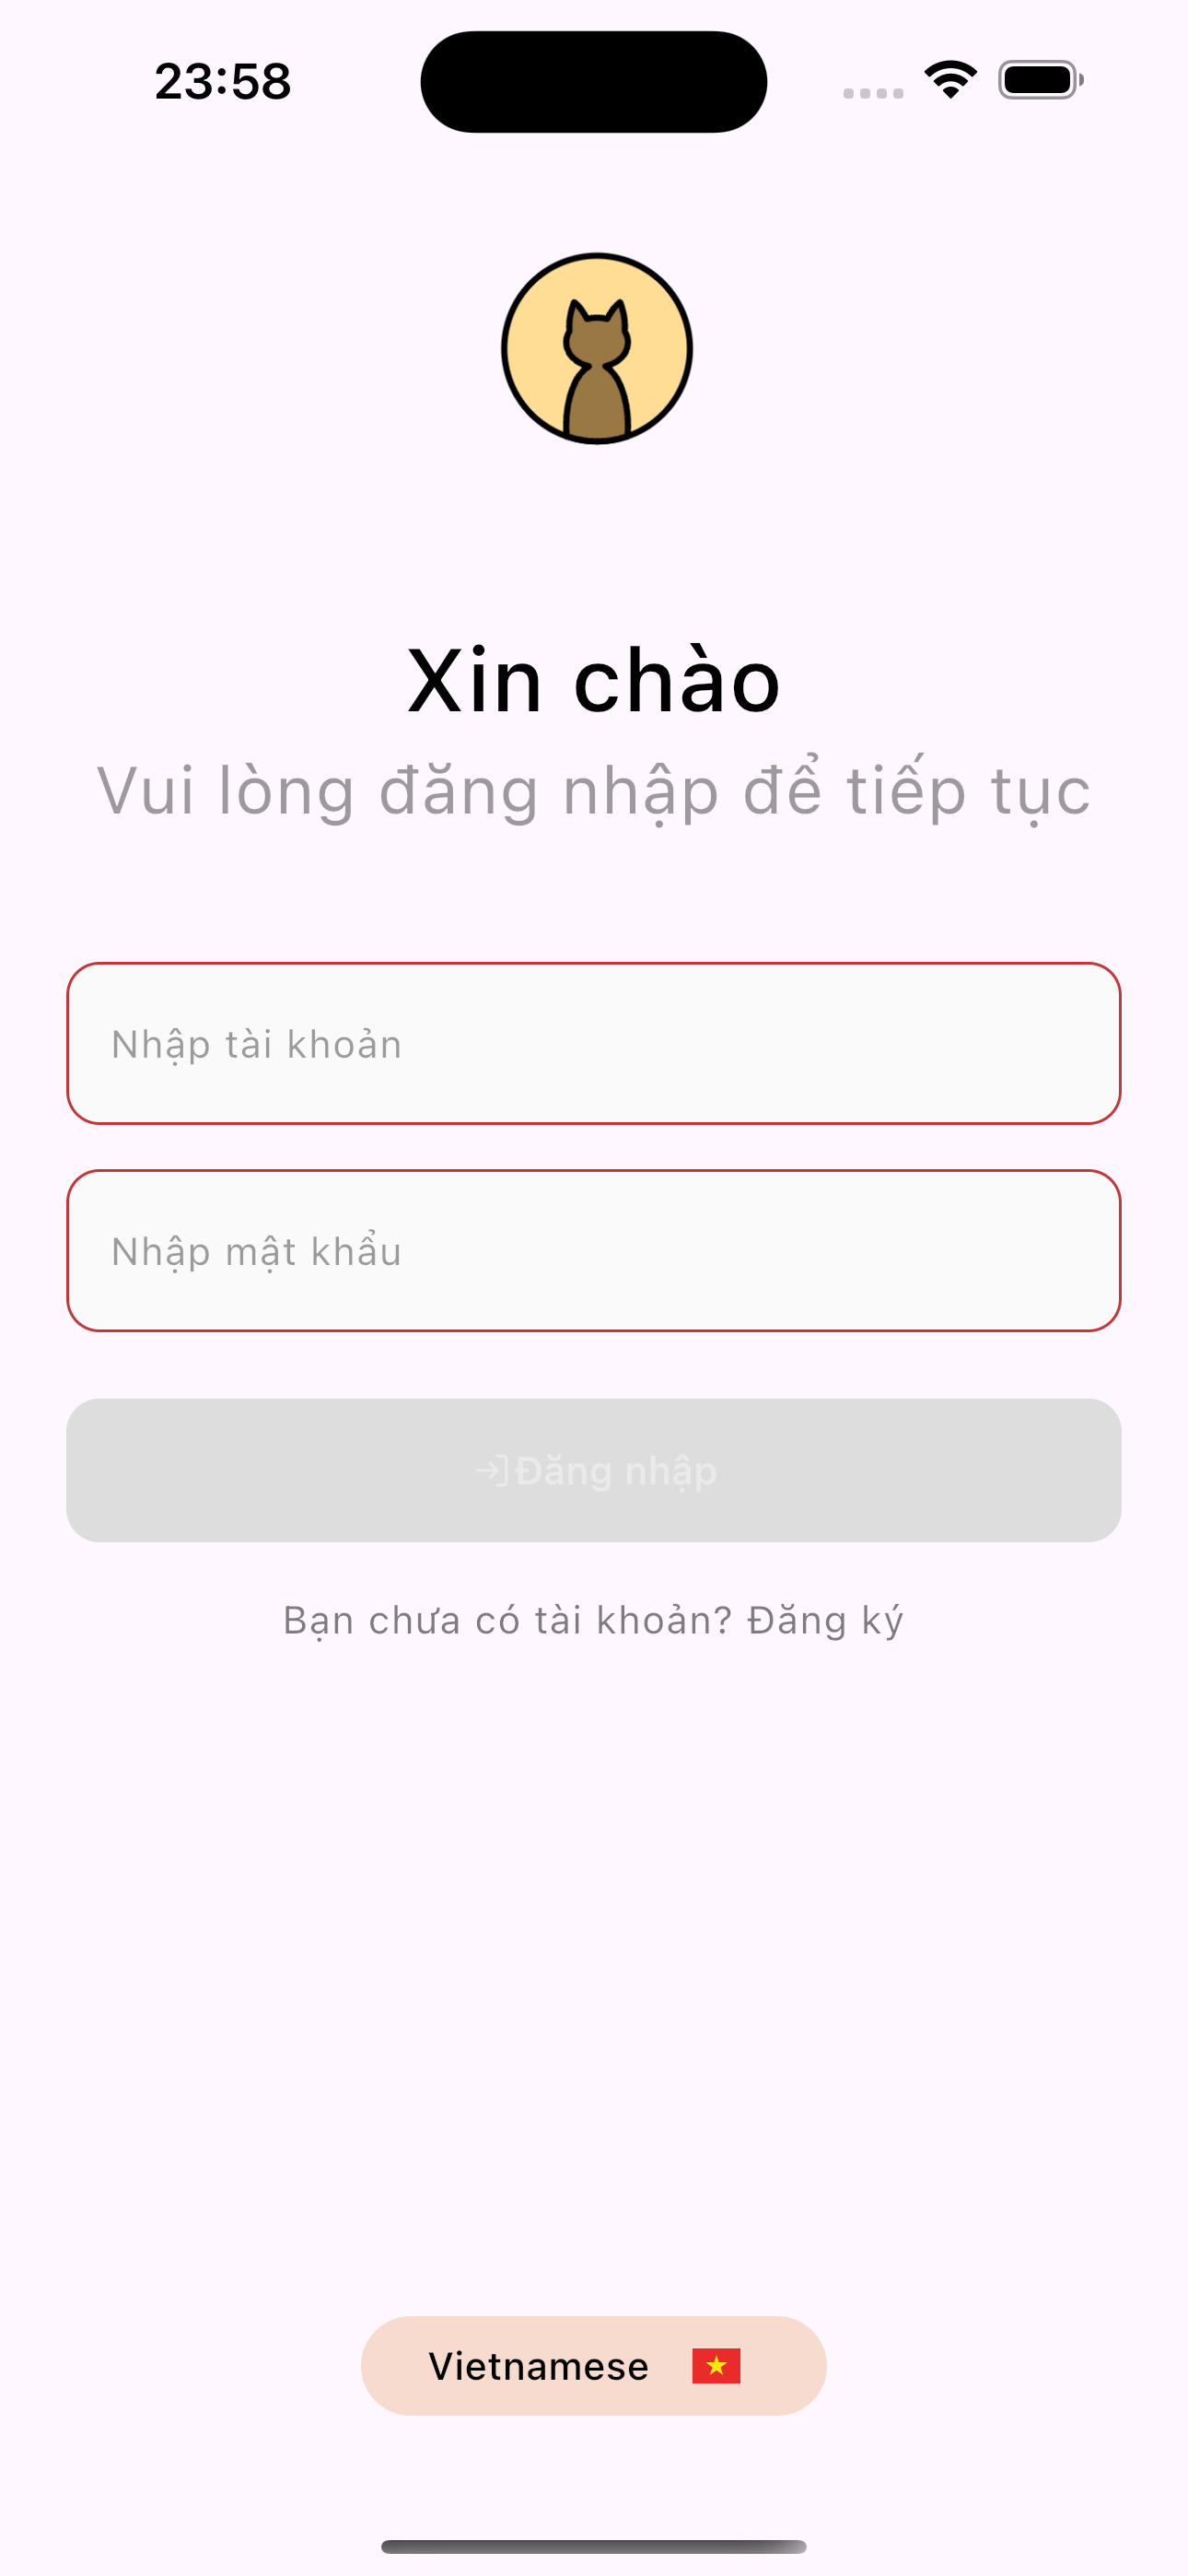 23:58
Xin chào
Vui lòng đăng nhập để tiếp tục
Nhập tài khoản
Nhập mật khẩu
Đăng nhập
Bạn chưa có tài khoản? Đăng ký
Vietnamese